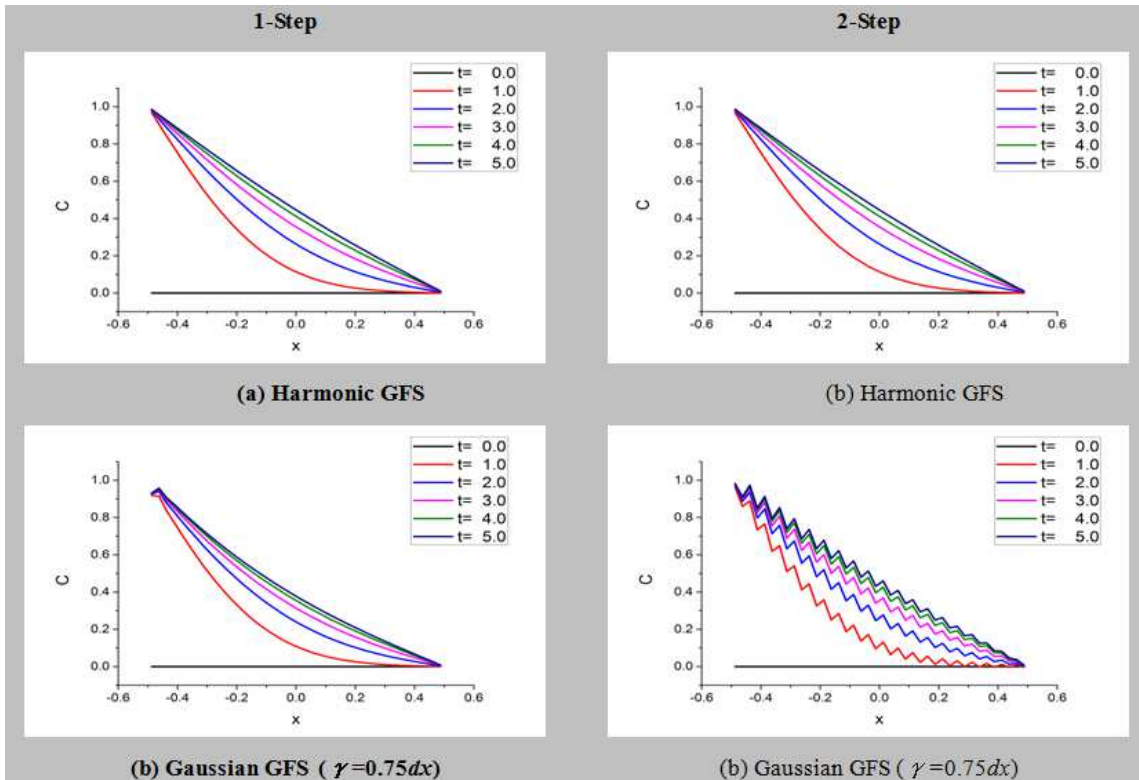 1-Step
2-Step
t= 0.0
t= 1.0
t= 2.0
t= 3.0
t= 4.0
t= 5.0
1.0
0.8
0.6
0.4
0.2
0.0
C
-0.6 -0.4 -0.2 0.0 0.2 0.4 0.6
x
t= 0.0
t= 1.0
t= 2.0
t= 3.0
t= 4.0
t= 5.0
1.0
0.8
0.6
0.4
0.2
0.0
C
-0.6 -0.4 -0.2 0.0 0.2 0.4 0.6
x
(a) Harmonic GFS
(b) Harmonic GFS
t= 0.0
t= 1.0
t= 2.0
t= 3.0
t= 4.0
t= 5.0
1.0
0.8
0.6
0.4
0.2
0.0
C
-0.6 -0.4 -0.2 0.0 0.2 0.4 0.6
x
t= 0.0
t= 1.0
t= 2.0
t= 3.0
t= 4.0
t= 5.0
1.0
0.8
0.6
0.4
0.2
0.0
C
-0.6 -0.4 -0.2 0.0 0.2 0.4 0.6
x
(b) Gaussian GFS ( γ=0.75dx)
(b) Gaussian GFS ( γ=0.75dx)